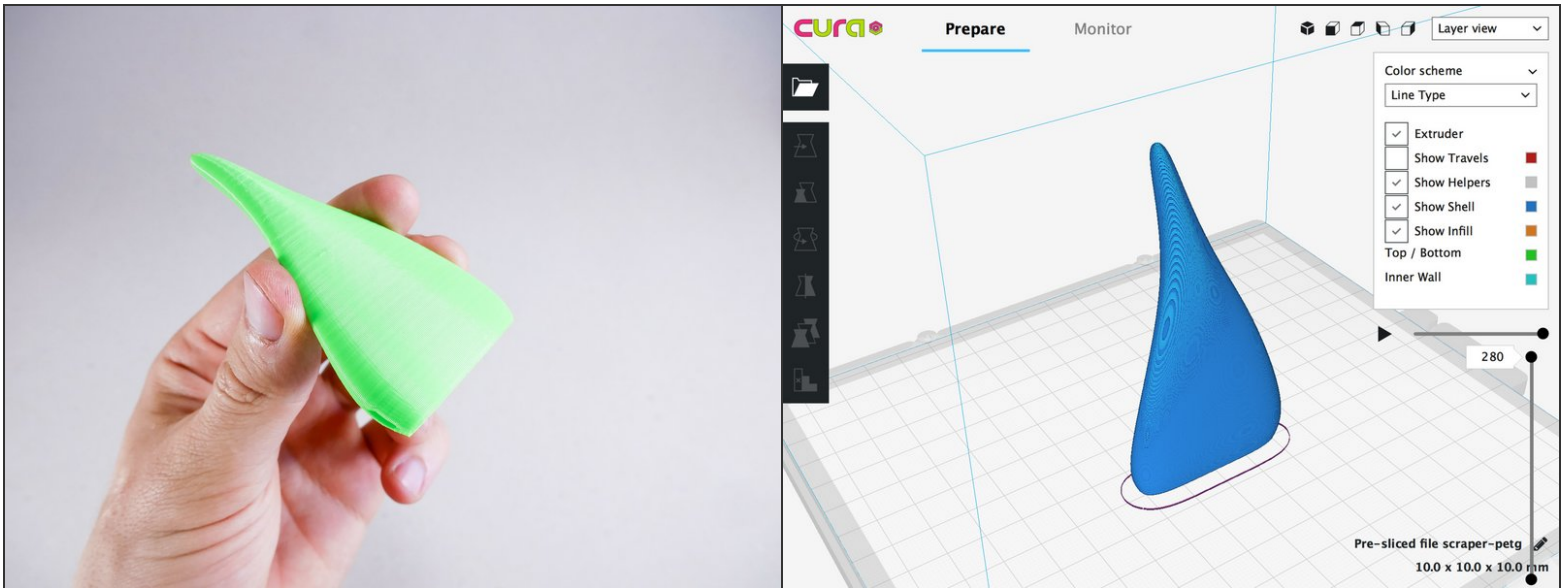 cura
Prepare
Monitor
Layer view
Color scheme
Line Type
Extruder
Show Travels
Show Helpers
Show Shell
Show Infill
Top / Bottom
Inner Wall
280
Pre-sliced file scraper-petg
10.0 x 10.0 x 10.0 mm